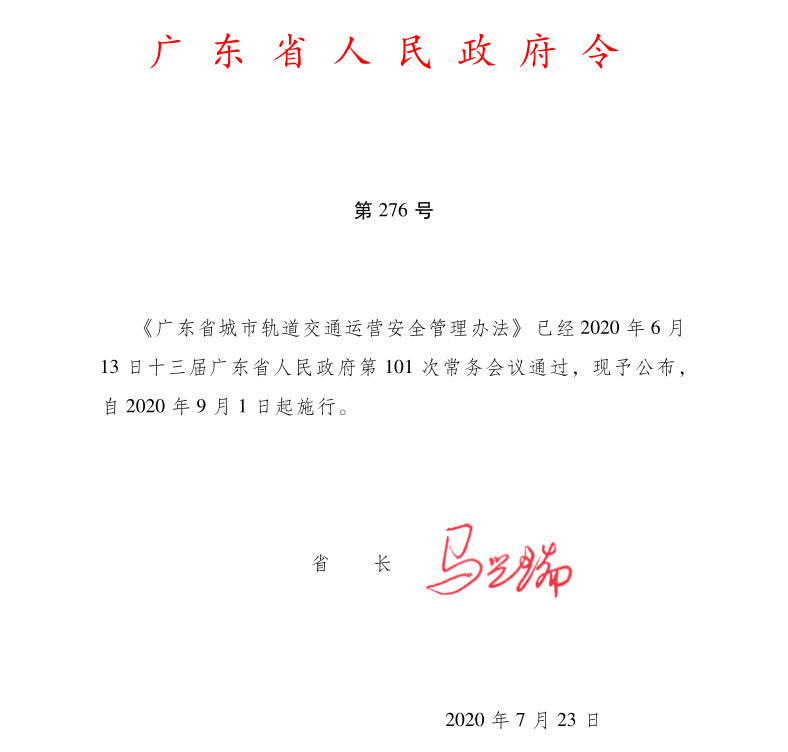 广东省人民政府令
第 276 号
《广东省城市轨道交通运营安全管理办法》已经 2020 年 6 月
13 日十三届广东省人民政府第 101 次常务会议通过，现予公布，
自 2020 年 9 月 1 日起施行。
省 长 马兴瑞
2020 年 7 月 23 日